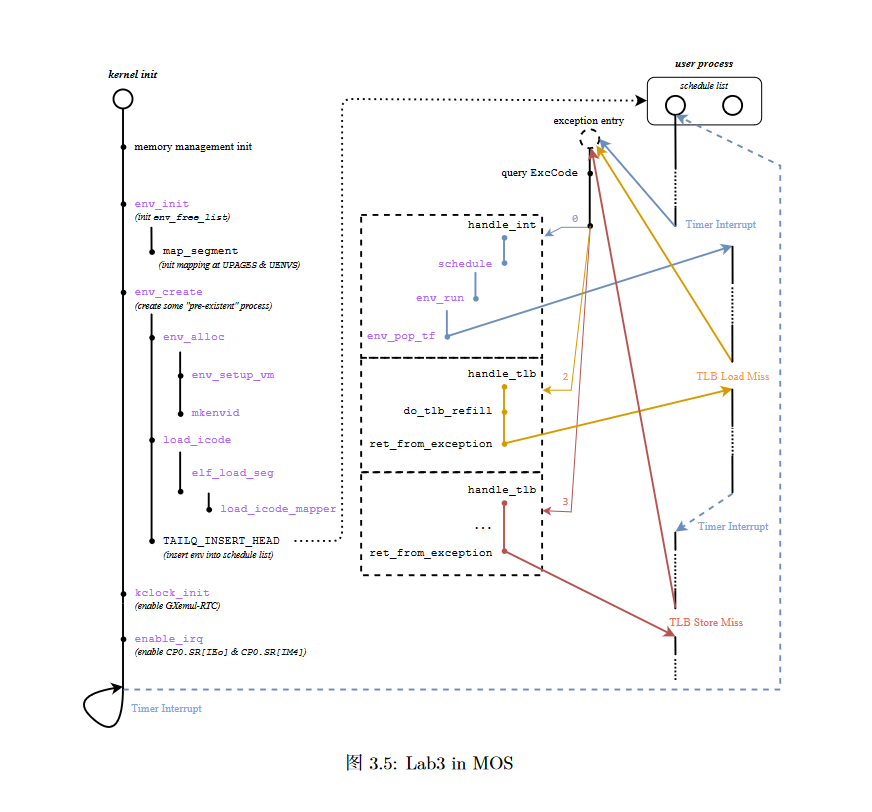 kernel init
memory management init
env_init
(init env_free_list)
map_segment
(init mapping at UPAGES & UENVS)
env_create
(create some "pre-existent" process)
env_alloc
env_setup_vm
mkenvid
load_icode
elf_load_seg
load_icode_mapper
TAILQ_INSERT_HEAD
(insert env into schedule list)
kclock_init
(enable GXemul-RTC)
enable_irq
(enable CP0.SR[IEc] & CP0.SR[IM4])
Timer Interrupt
exception entry
query ExcCode
0
handle_int
schedule
env_run
env_pop_tf
2
handle_tlb
do_tlb_refill
ret_from_exception
3
handle_tlb
...
ret_from_exception
user process
schedule list
Timer Interrupt
TLB Load Miss
Timer Interrupt
TLB Store Miss
图 3.5: Lab3 in MOS